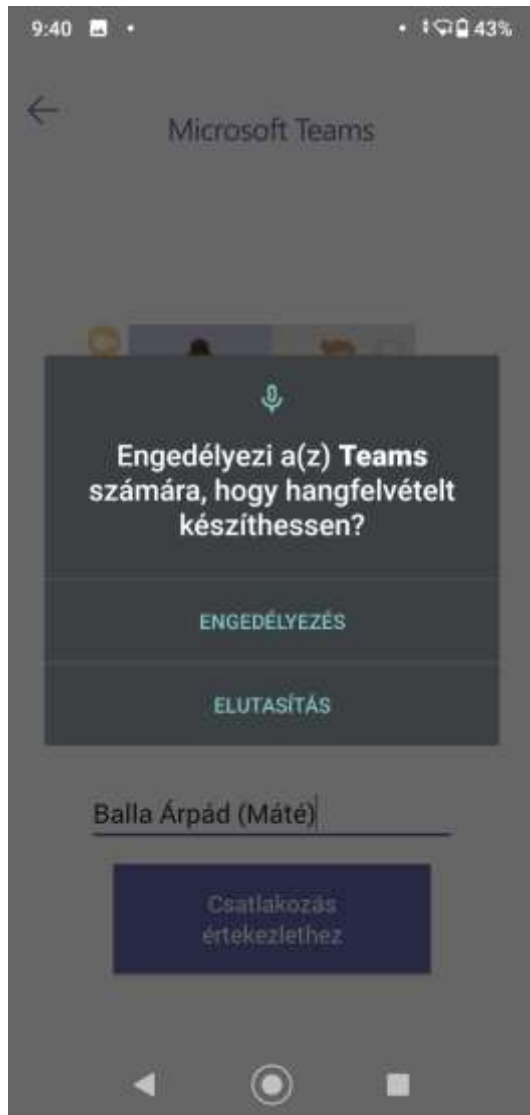 9:40
43%
Microsoft Teams
Engedélyezi a(z) Teams
számára, hogy hangfelvételt
készíthessen?
ENGEDÉLYEZÉS
ELUTASÍTÁS
Balla Árpád (Máté)
Csatlakozás
értekezlethez